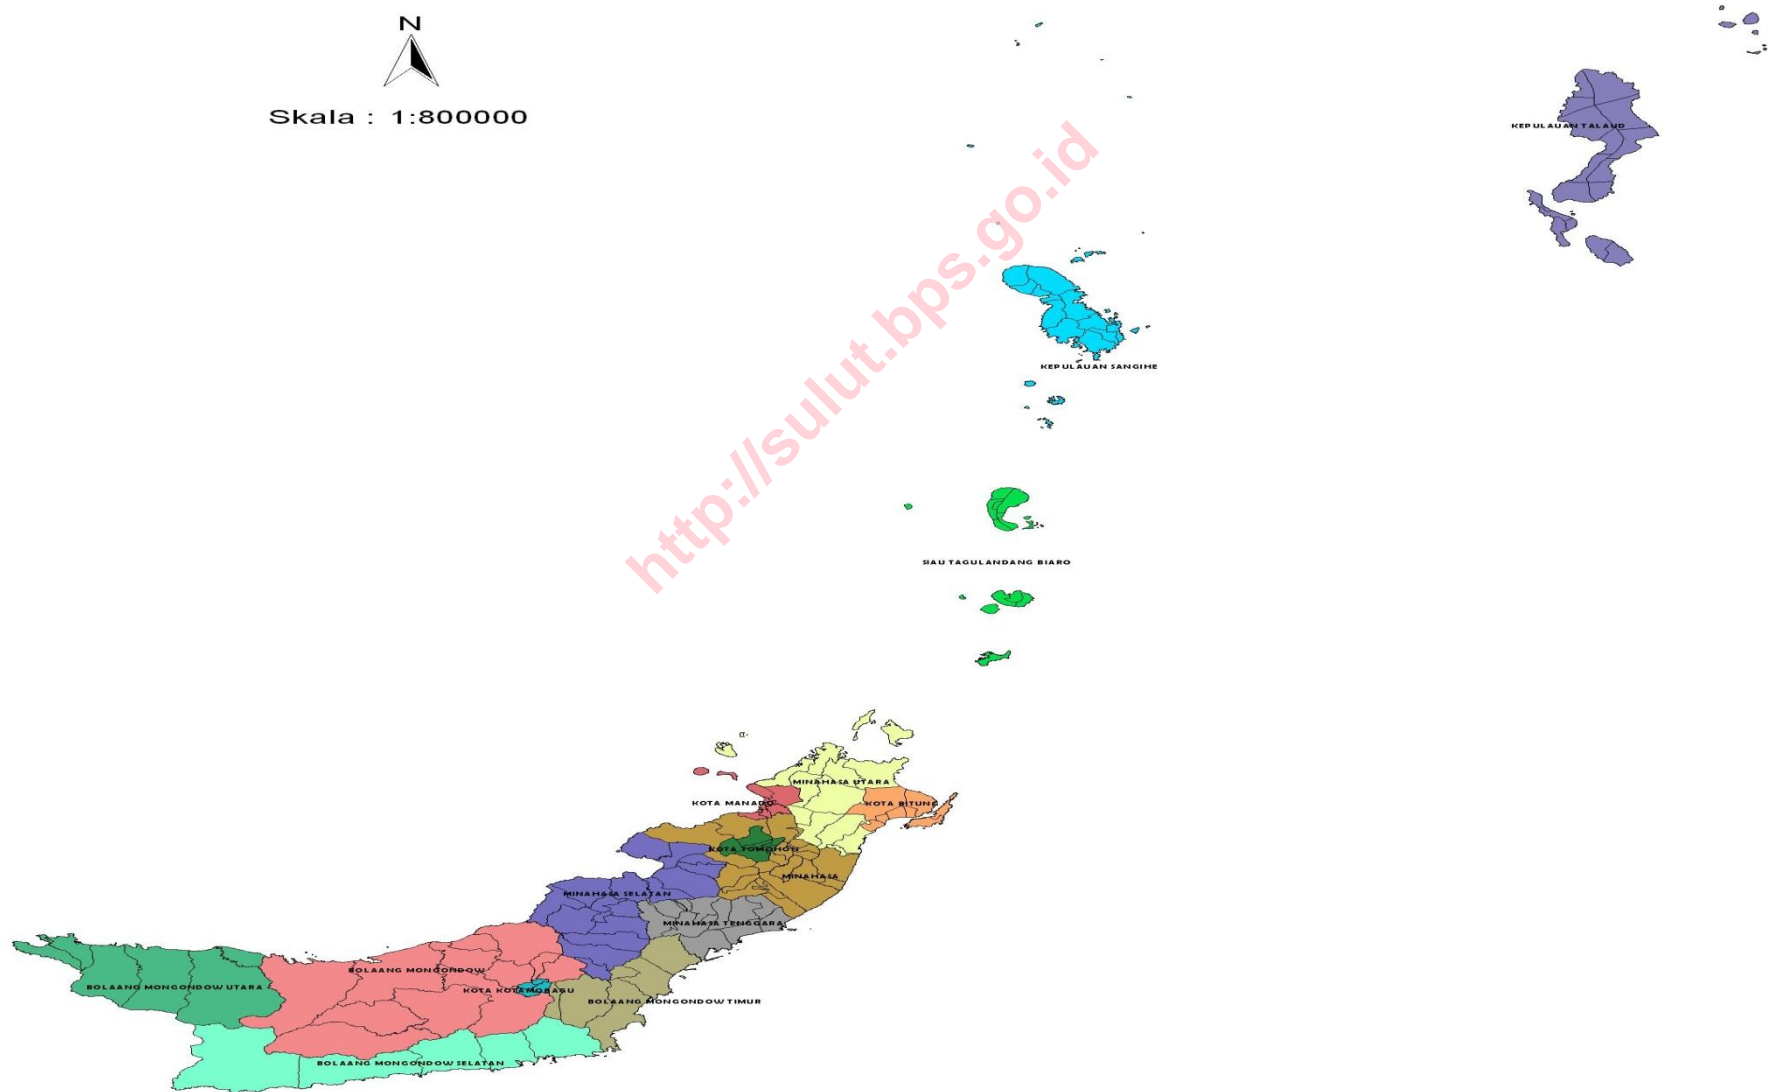 N
Skala : 1:800000
KEPULAUAN TALAUD
http://sulut.bps.go.id
KEPULAUAN SANGIHE
SIAU TAGULANDANG BIARO
MINAHASA UTARA
KOTA MANADO
KOTA BITUNG
KOTA TOMOHON
MINAHASA
MINAHASA SELATAN
MINAHASA TENGGARA
BOLAANG MONGONDOW
BOLAANG MONGONDOW UTARA
KOTA KOTAMOBAGU
BOLAANG MONGONDOW TIMUR
BOLAANG MONGONDOW SELATAN